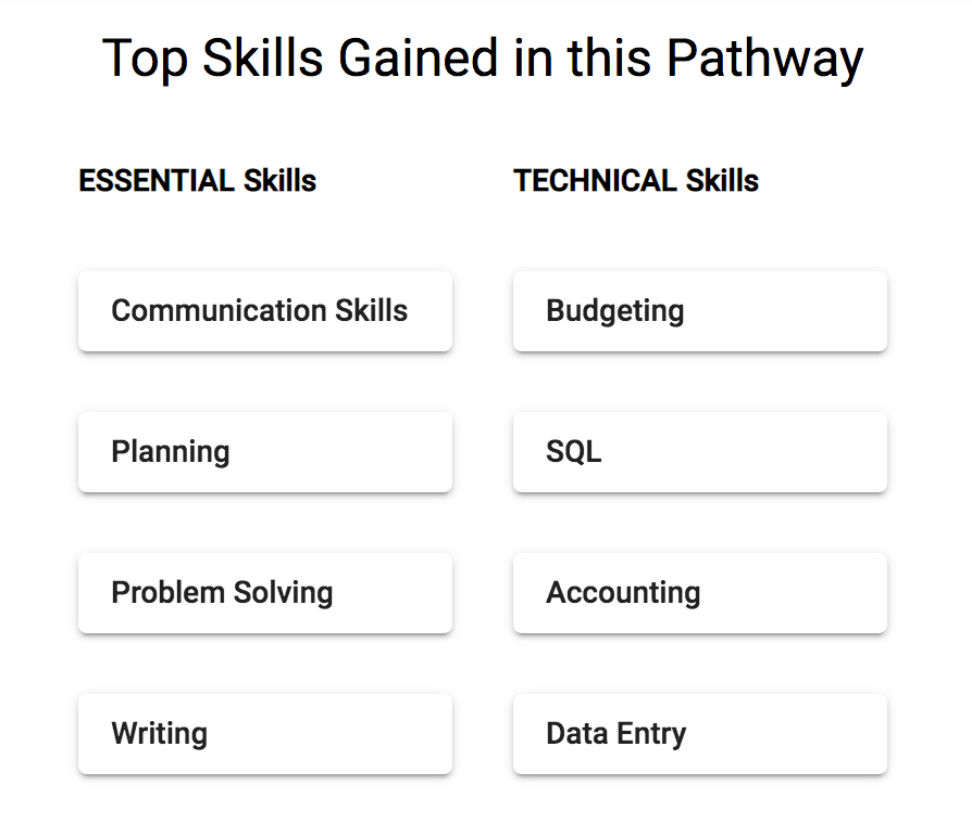 Top Skills Gained in this Pathway
ESSENTIAL Skills
Communication Skills
Planning
Problem Solving
Writing
TECHNICAL Skills
Budgeting
SQL
Accounting
Data Entry